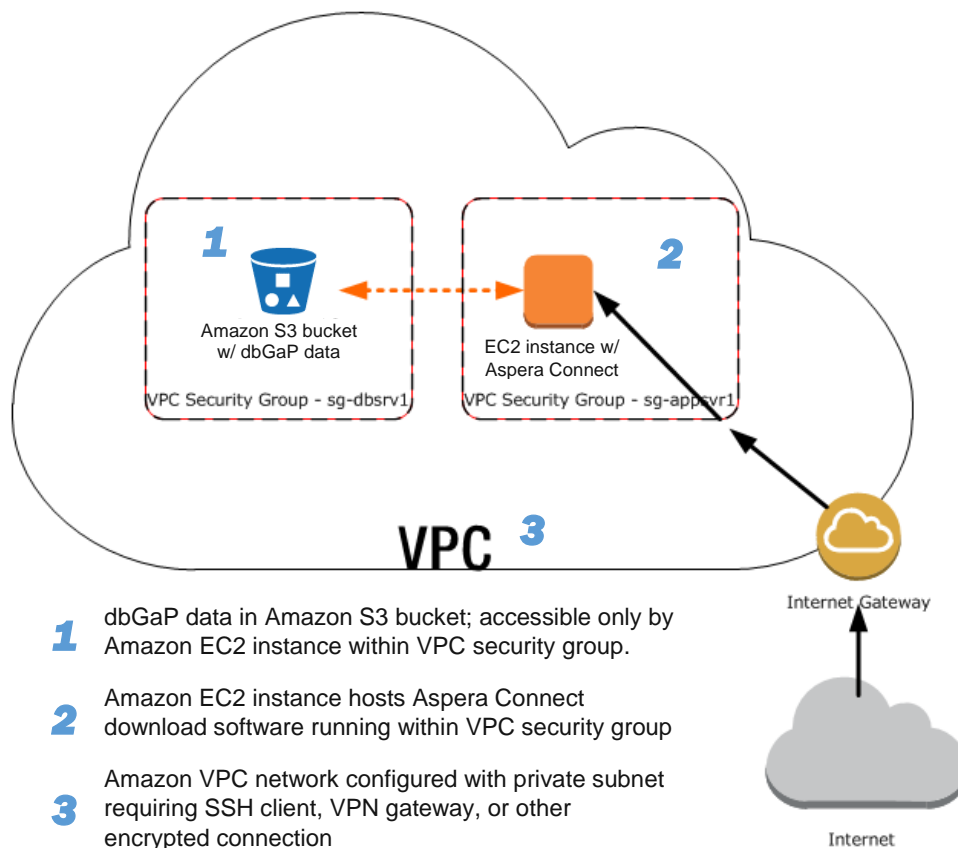 1
2
Amazon S3 bucket
w/ dbGaP data
EC2 instance w/
Aspera Connect
VPC Security Group - sg-dbsrv1
VPC Security Group - sg-appsvr1
VPC
3
Internet Gateway
1
dbGaP data in Amazon S3 bucket; accessible only by
Amazon EC2 instance within VPC security group.
2
Amazon EC2 instance hosts Aspera Connect
download software running within VPC security group
3
Amazon VPC network configured with private subnet
requiring SSH client, VPN gateway, or other
encrypted connection
Internet